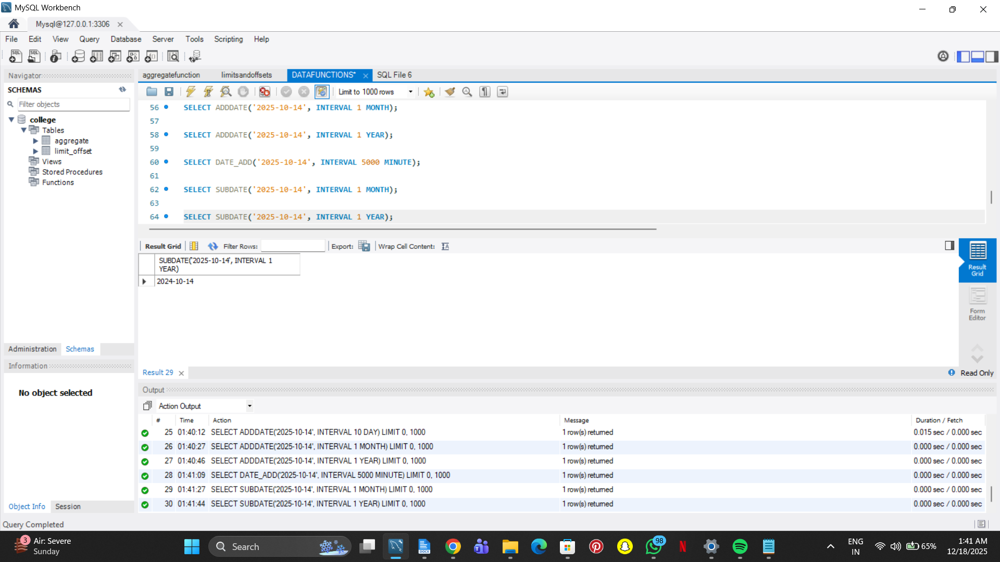 MySQL Workbench
Mysql@127.0.0.1:3306
File Edit View Query Database Server Tools Scripting Help
Navigator
SCHEMAS
Filter objects
college
Tables
aggregate
limit_offset
Views
Stored Procedures
Functions
Administration Schemas
Information
No object selected
Object Info Session
Query Completed
aggregatefunction limitsandoffsets DATAFUNCTIONS* SQL File 6
Limit to 1000 rows
56 SELECT ADDDATE('2025-10-14', INTERVAL 1 MONTH);
57
58 SELECT ADDDATE('2025-10-14', INTERVAL 1 YEAR);
59
60 SELECT DATE_ADD('2025-10-14', INTERVAL 5000 MINUTE);
61
62 SELECT SUBDATE('2025-10-14', INTERVAL 1 MONTH);
63
64 SELECT SUBDATE('2025-10-14', INTERVAL 1 YEAR);
Result Grid Filter Rows: Export: Wrap Cell Content:
SUBDATE('2025-10-14', INTERVAL 1
YEAR)
2024-10-14
Result
Grid
Form
Editor
Result 29
Read Only
Output
Action Output
# Time Action Message Duration / Fetch
25 01:40:12 SELECT ADDDATE('2025-10-14', INTERVAL 10 DAY) LIMIT 0, 1000 1 row(s) returned 0.015 sec / 0.000 sec
26 01:40:27 SELECT ADDDATE('2025-10-14', INTERVAL 1 MONTH) LIMIT 0, 1000 1 row(s) returned 0.000 sec / 0.000 sec
27 01:40:46 SELECT ADDDATE('2025-10-14', INTERVAL 1 YEAR) LIMIT 0, 1000 1 row(s) returned 0.000 sec / 0.000 sec
28 01:41:09 SELECT DATE_ADD('2025-10-14', INTERVAL 5000 MINUTE) LIMIT 0, 1000 1 row(s) returned 0.000 sec / 0.000 sec
29 01:41:27 SELECT SUBDATE('2025-10-14', INTERVAL 1 MONTH) LIMIT 0, 1000 1 row(s) returned 0.000 sec / 0.000 sec
30 01:41:44 SELECT SUBDATE('2025-10-14', INTERVAL 1 YEAR) LIMIT 0, 1000 1 row(s) returned 0.000 sec / 0.000 sec
3
Air: Severe
Sunday
Search
DOCX
98
ENG
IN
65%
1:41 AM
12/18/2025